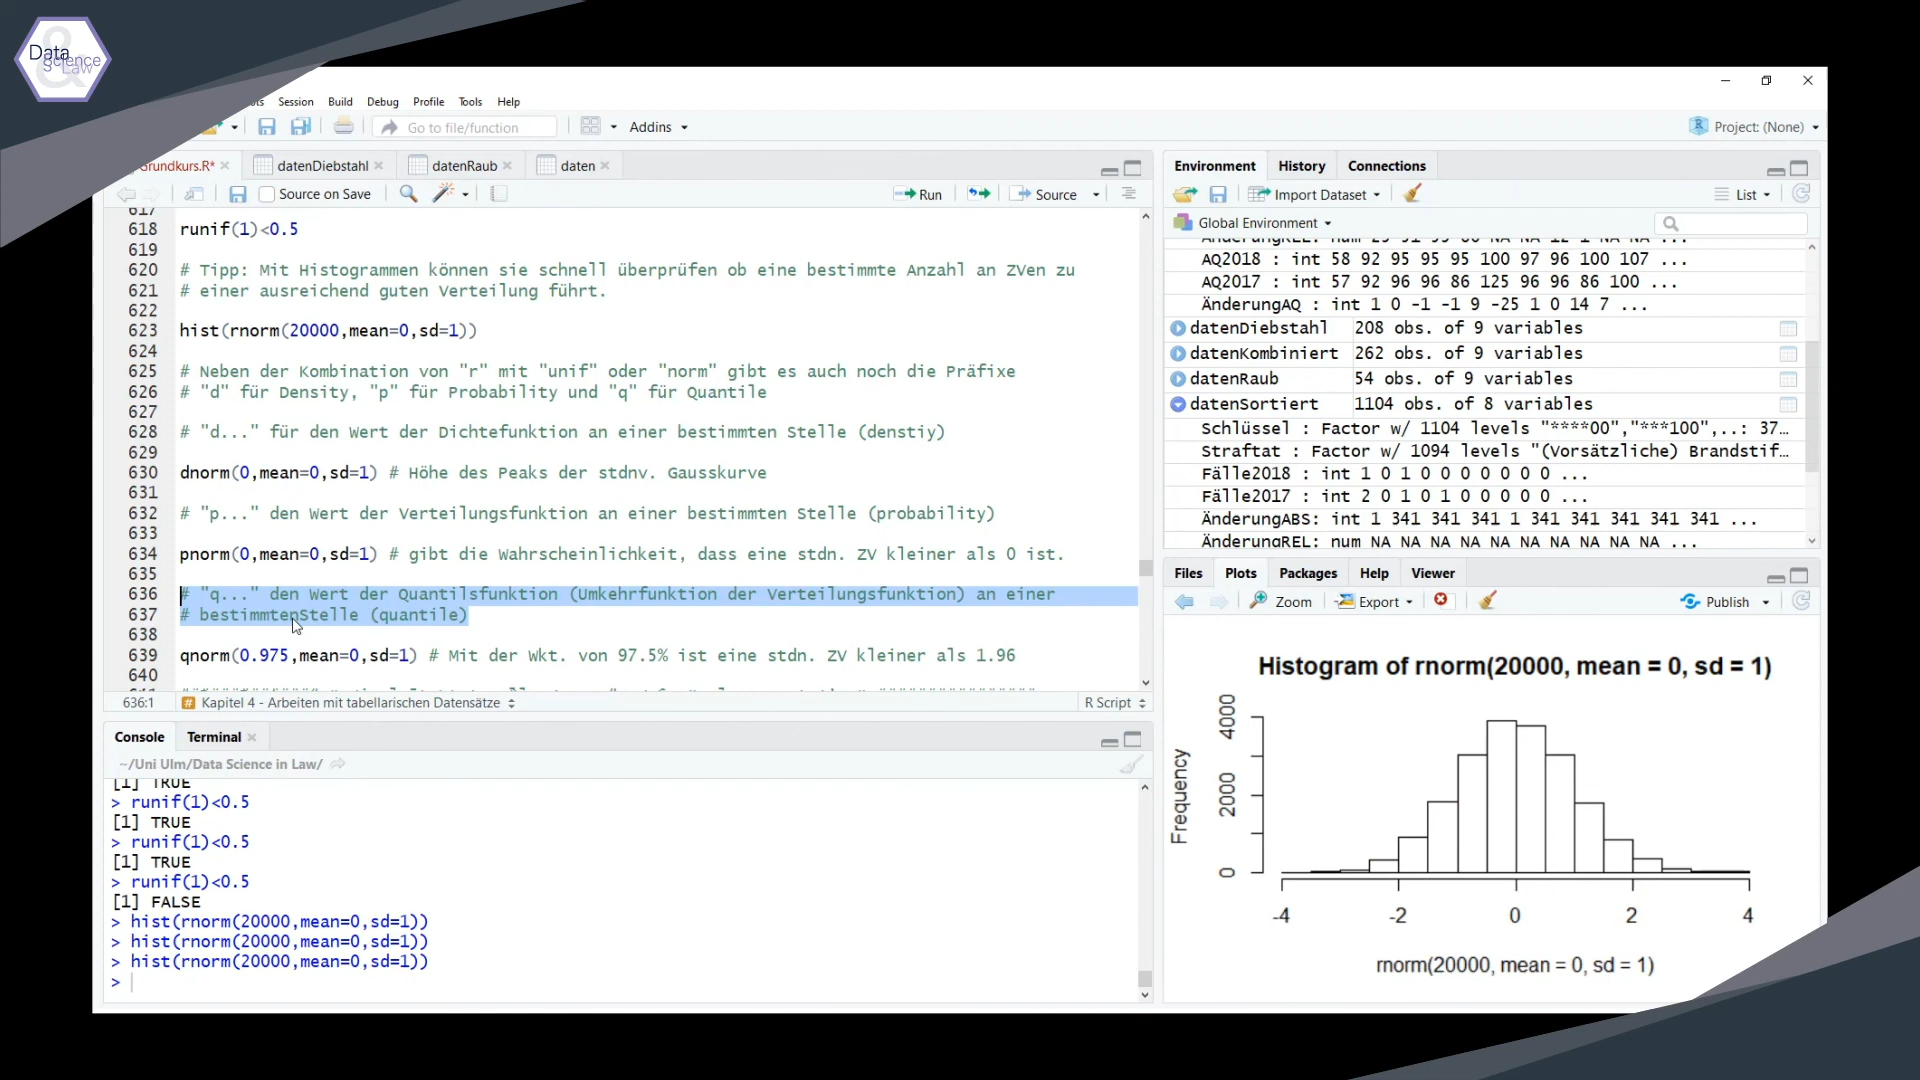 Data
Science
Law
Session Build Debug Profile Tools Help
Go to file/function
Addins
Project: (None)
Grundkurs.R*
datenDiebstahl
datenRaub
daten
Source on Save
Run
Source
617
618 runif(1)<0.5
619
620 # Tipp: Mit Histogrammen können sie schnell überprüfen ob eine bestimmte Anzahl an ZVen zu
621 # einer ausreichend guten Verteilung führt.
622
623 hist(rnorm(20000,mean=0,sd=1))
624
625 # Neben der Kombination von "r" mit "unif" oder "norm" gibt es auch noch die Präfixe
626 # "d" für Density, "p" für Probability und "q" für Quantile
627
628 # "d..." für den Wert der Dichtefunktion an einer bestimmten Stelle (denstiy)
629
630 dnorm(0,mean=0,sd=1) # Höhe des Peaks der stdnv. Gausskurve
631
632 # "p..." den Wert der Verteilungsfunktion an einer bestimmten Stelle (probability)
633
634 pnorm(0,mean=0,sd=1) # gibt die Wahrscheinlichkeit, dass eine stdn. ZV kleiner als 0 ist.
635
636 # "q..." den Wert der Quantilsfunktion (Umkehrfunktion der Verteilungsfunktion) an einer
637 # bestimmtenStelle (quantile)
638
639 qnorm(0.975,mean=0,sd=1) # Mit der Wkt. von 97.5% ist eine stdn. ZV kleiner als 1.96
640
636:1
# Kapitel 4 - Arbeiten mit tabellarischen Datensätze
R Script
Console Terminal
~/Uni Ulm/Data Science in Law/
[1] TRUE
> runif(1)<0.5
[1] TRUE
> runif(1)<0.5
[1] TRUE
> runif(1)<0.5
[1] FALSE
> hist(rnorm(20000,mean=0,sd=1))
> hist(rnorm(20000,mean=0,sd=1))
> hist(rnorm(20000,mean=0,sd=1))
>
Environment History Connections
Import Dataset
List
R
Global Environment
ÄnderungREL: num
AQ2018 : int 58 92 95 95 95 100 97 96 100 107 ...
AQ2017 : int 57 92 96 96 86 125 96 96 86 100 ...
ÄnderungAQ : int 1 0 -1 -1 9 -25 1 0 14 7 ...
datenDiebstahl 208 obs. of 9 variables
datenKombiniert 262 obs. of 9 variables
datenRaub 54 obs. of 9 variables
datenSortiert 1104 obs. of 8 variables
Schlüssel : Factor w/ 1104 levels "****00","***100",..: 37…
Straftat : Factor w/ 1094 levels "(Vorsätzliche) Brandstif…
Fälle2018 : int 1 0 1 0 0 0 0 0 0 0 ...
Fälle2017 : int 2 0 1 0 1 0 0 0 0 0 ...
ÄnderungABS: int 1 341 341 341 1 341 341 341 341 341 ...
ÄnderungREL: num NA NA NA NA NA NA NA NA NA NA ...
Files Plots Packages Help Viewer
Zoom
Export
Publish
Histogram of rnorm(20000, mean = 0, sd = 1)
Frequency
4000
2000
0
-4 -2 0 2 4
rnorm(20000, mean = 0, sd = 1)